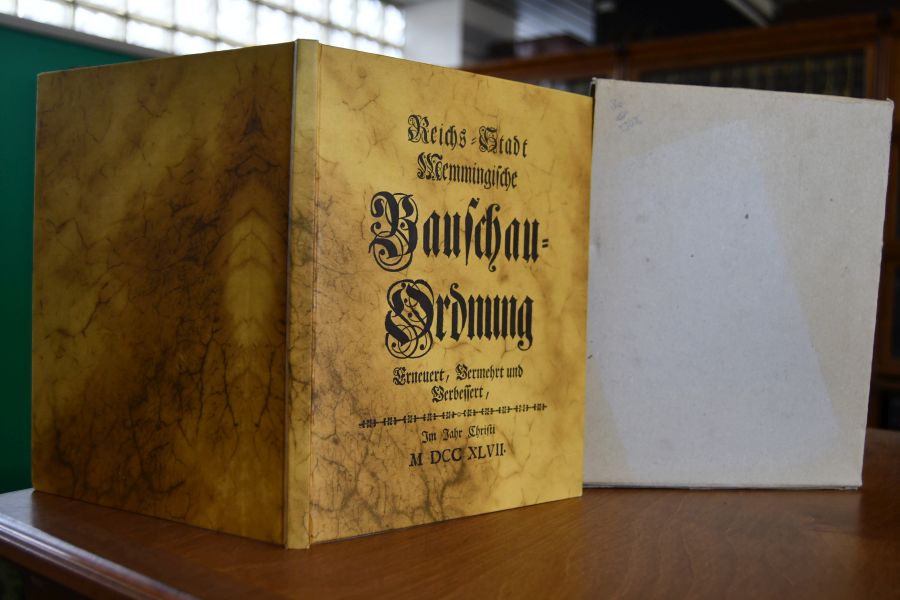 Reichs-Stadt
Memmingische
Bauschau-
Ordnung
Erneuert, Vermehrt und
Verbessert,
Im Jahr Christi
M DCC XLVII.